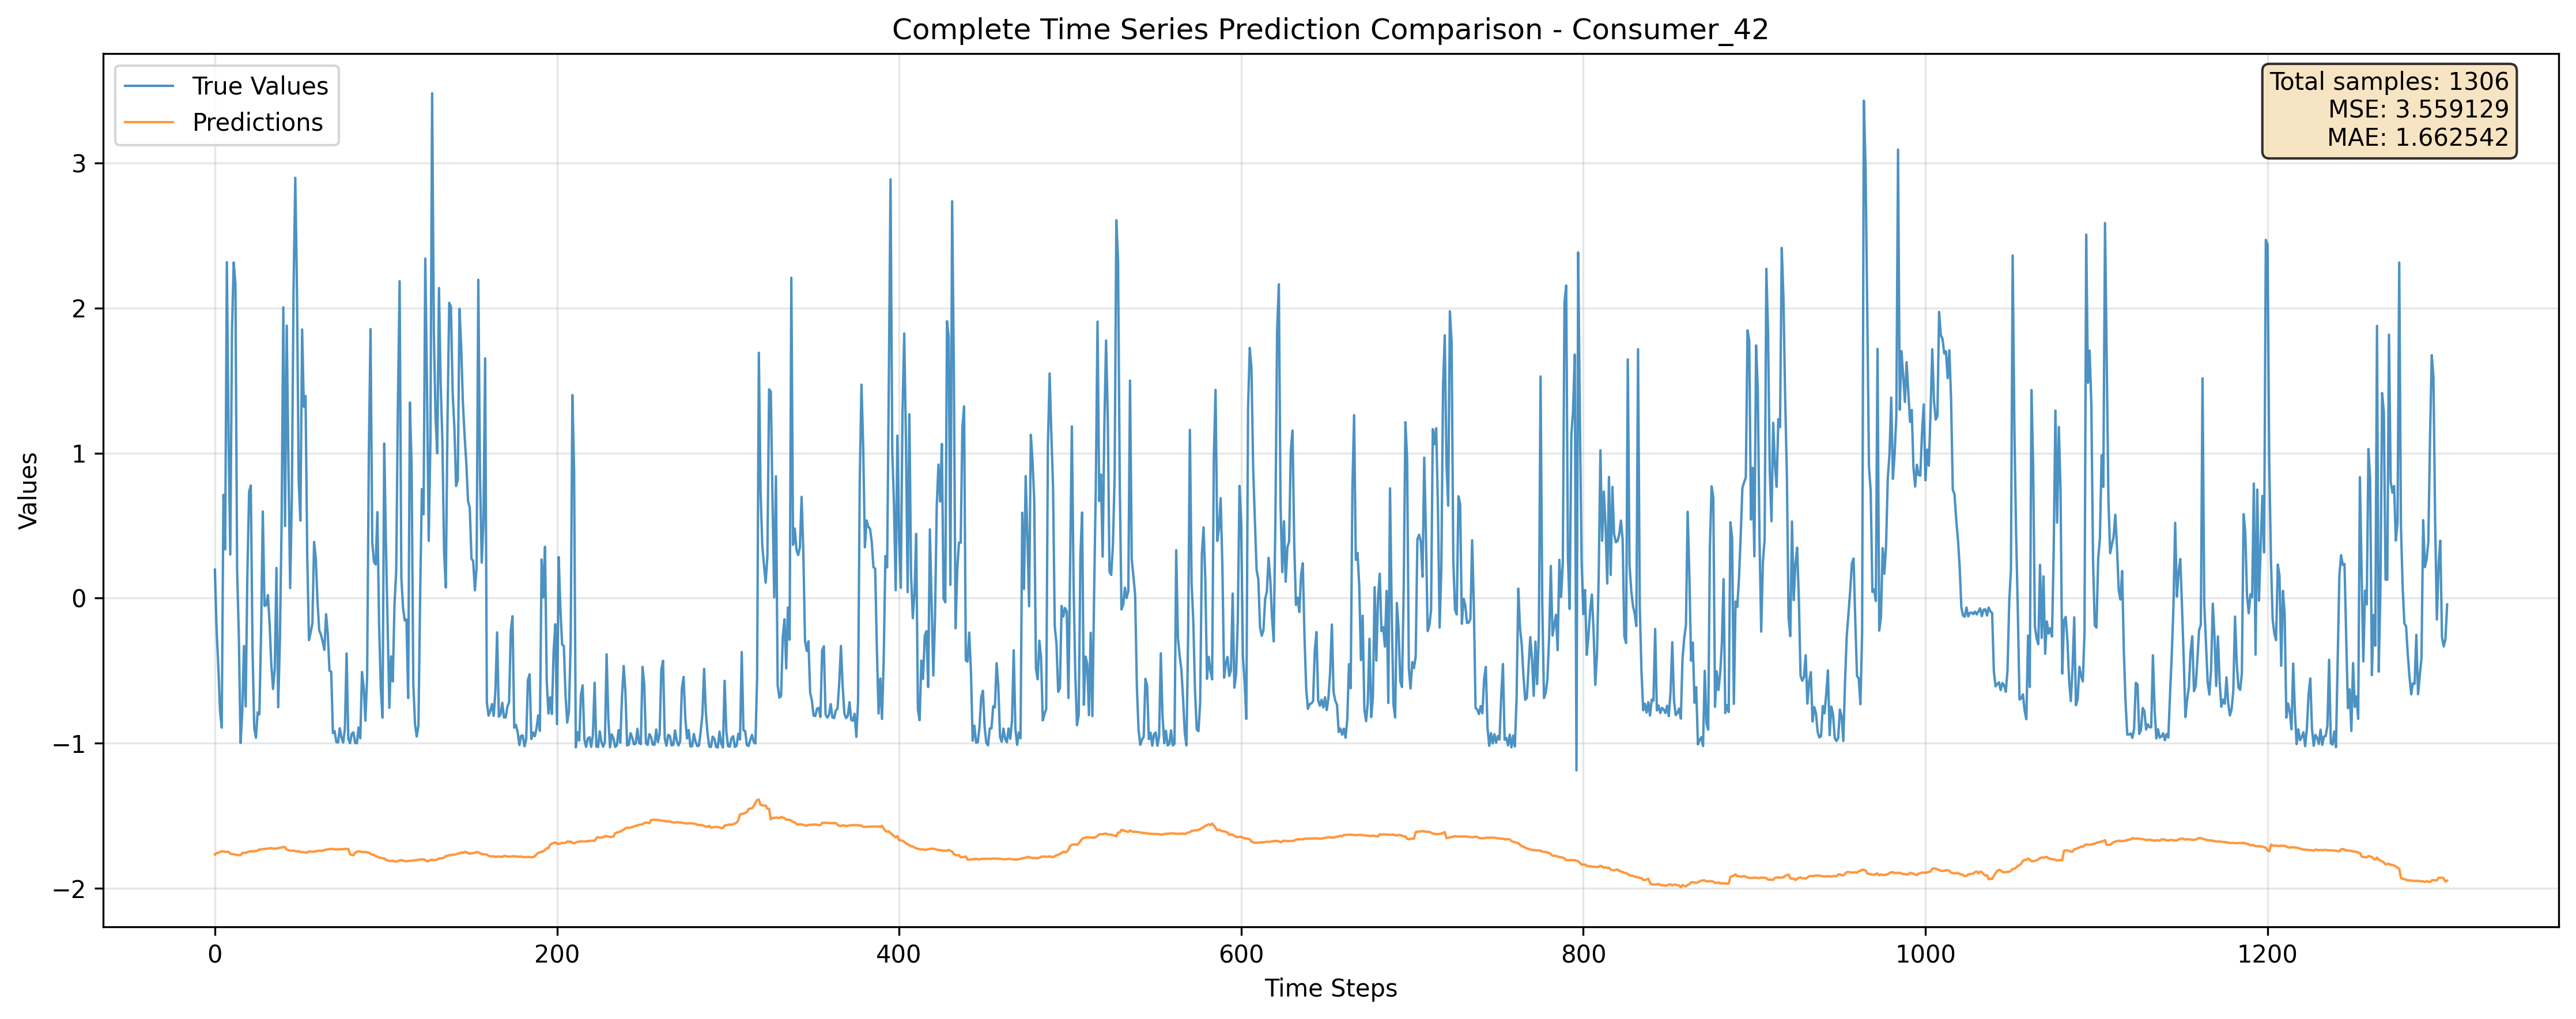 Complete Time Series Prediction Comparison - Consumer_42
True Values
Predictions
Total samples: 1306
MSE: 3.559129
MAE: 1.662542
Values
3
2
1
0
−1
−2
0 200 400 600 800 1000 1200
Time Steps